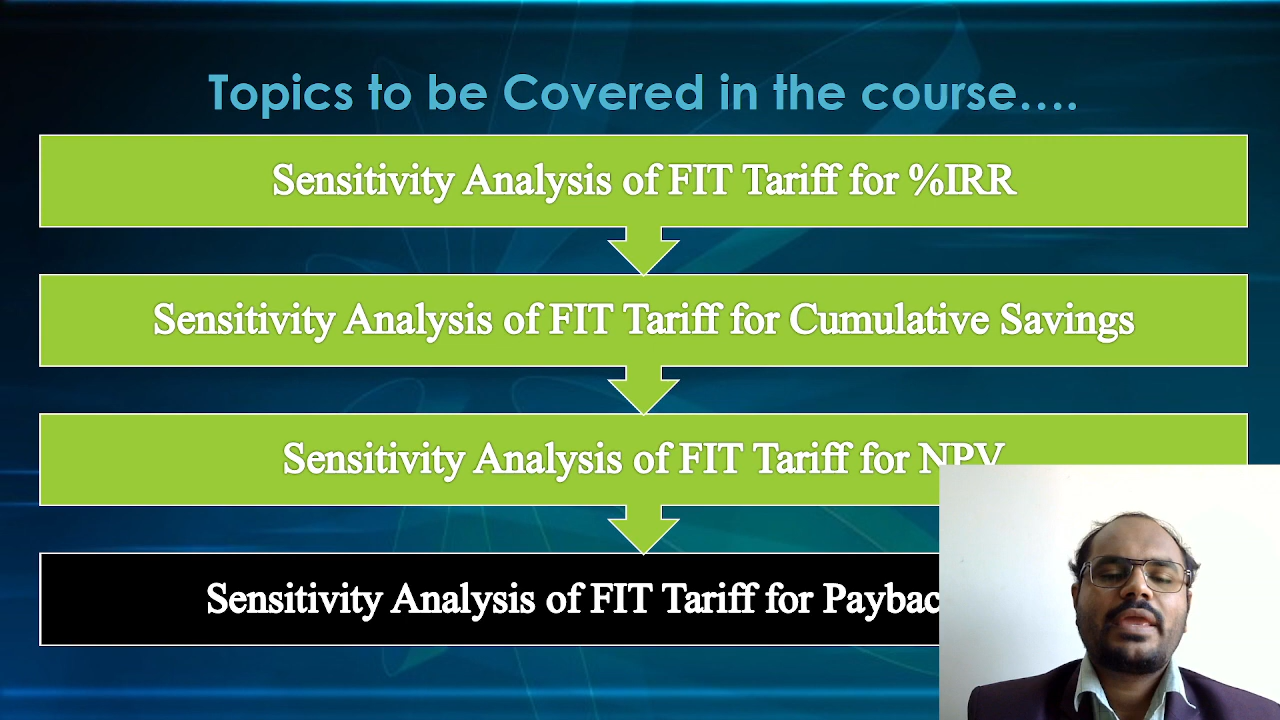 Topics to be Covered in the course….
Sensitivity Analysis of FIT Tariff for %IRR
Sensitivity Analysis of FIT Tariff for Cumulative Savings
Sensitivity Analysis of FIT Tariff for NPV
Sensitivity Analysis of FIT Tariff for